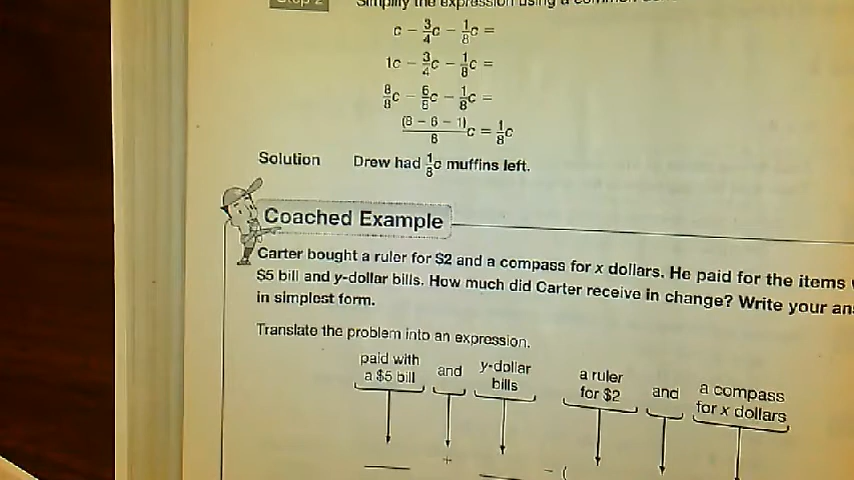 Step 2 Simplify the expression using a common
c − 3/4c − 1/8c =
1c − 3/4c − 1/8c =
8/8c − 6/8c − 1/8c =
(8 − 6 − 1)/8 c = 1/8c
Solution Drew had 1/8c muffins left.
Coached Example
Carter bought a ruler for $2 and a compass for x dollars. He paid for the items
$5 bill and y-dollar bills. How much did Carter receive in change? Write your an
in simplest form.
Translate the problem into an expression.
paid with a $5 bill and y-dollar bills a ruler for $2 and a compass for x dollars
___ + ___ − (